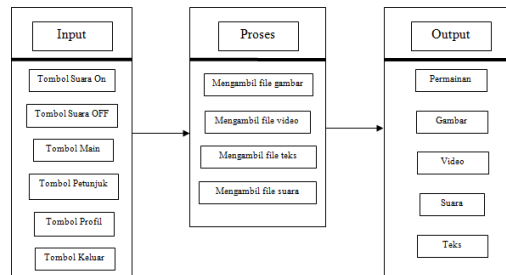 Input
Tombol Suara On
Tombol Suara OFF
Tombol Main
Tombol Petunjuk
Tombol Profil
Tombol Keluar
Proses
Mengambil file gambar
Mengambil file video
Mengambil file teks
Mengambil file suara
Output
Permainan
Gambar
Video
Suara
Teks